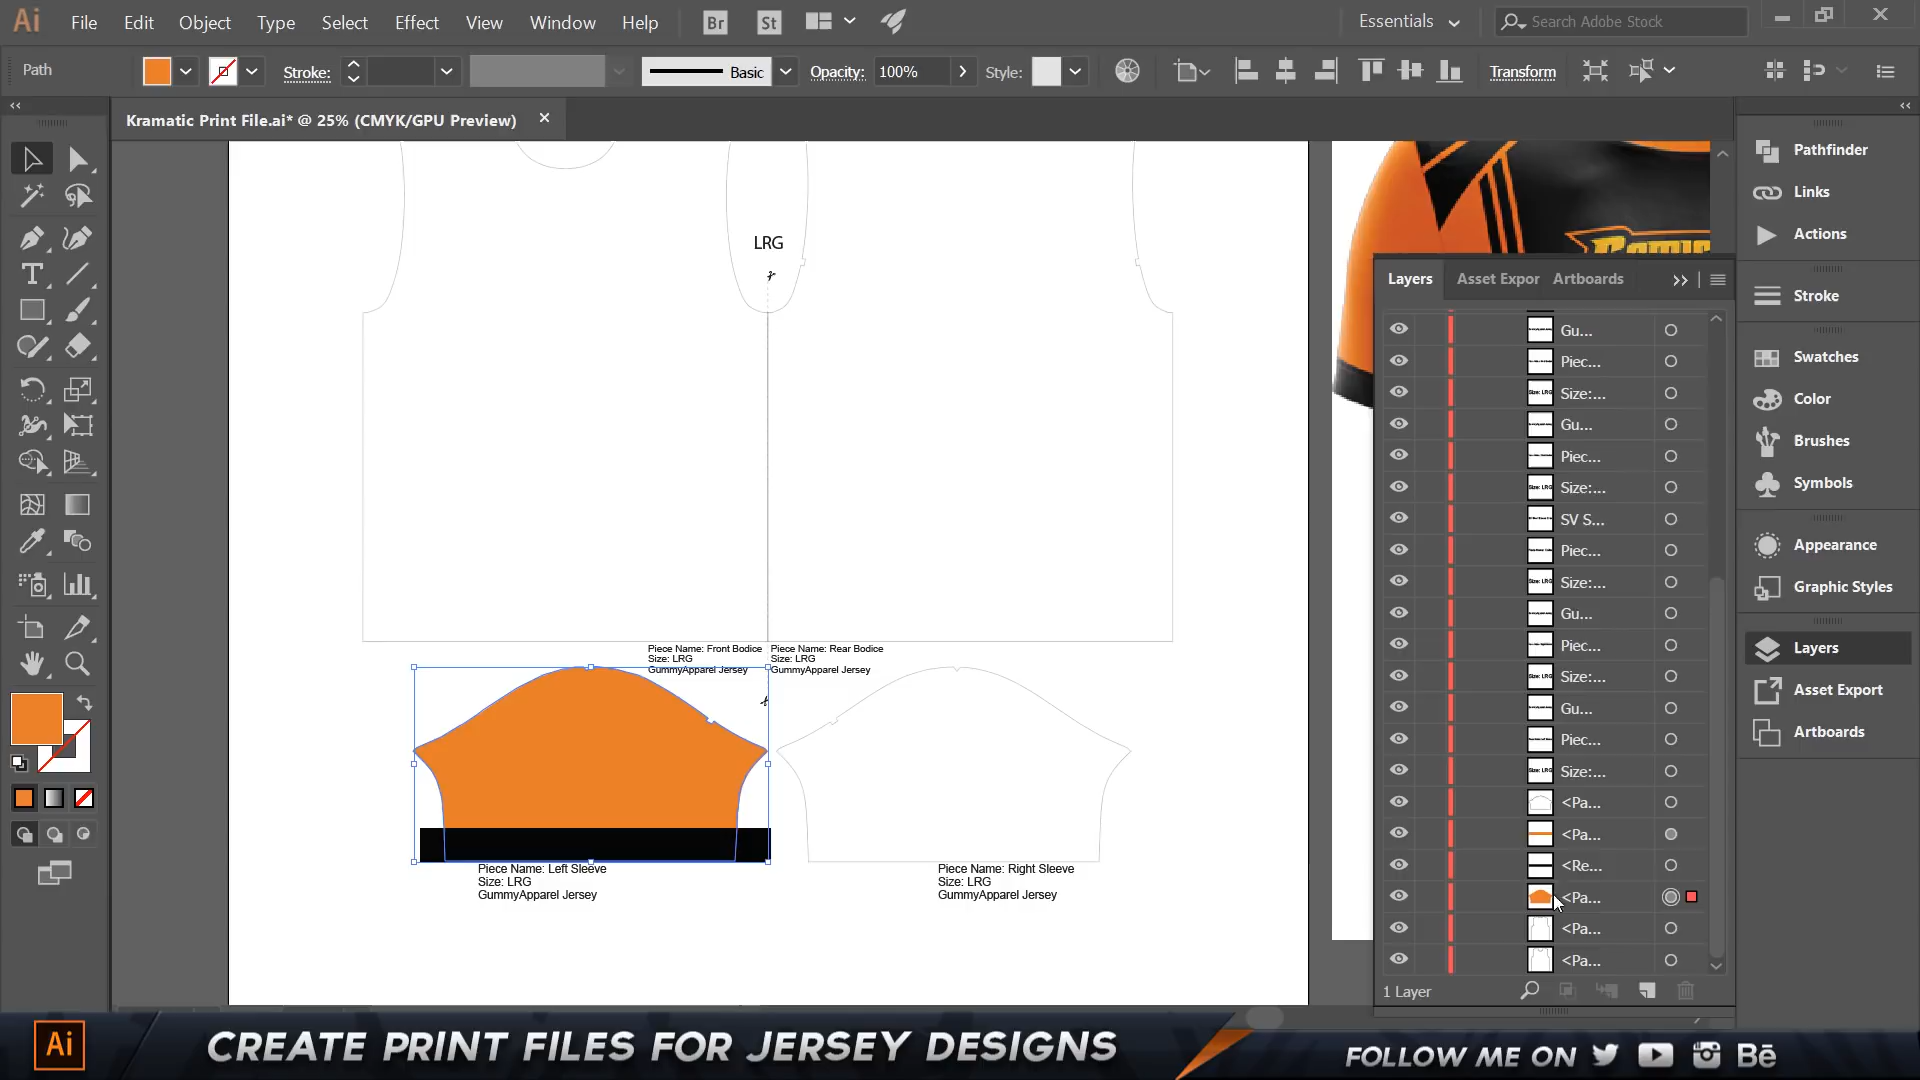 Ai File Edit Object Type Select Effect View Window Help Br St Essentials Search Adobe Stock
Path Stroke: Basic Opacity: 100% Style: Transform
Kramatic Print File.ai* @ 25% (CMYK/GPU Preview)
LRG
Piece Name: Front Bodice
Size: LRG
GummyApparel Jersey
Piece Name: Rear Bodice
Size: LRG
GummyApparel Jersey
Piece Name: Left Sleeve
Size: LRG
GummyApparel Jersey
Piece Name: Right Sleeve
Size: LRG
GummyApparel Jersey
Layers Asset Expor Artboards
Gu...
Piec...
Size:...
Gu...
Piec...
Size:...
SV S...
Piec...
Size:...
Gu...
Piec...
Size:...
Gu...
Piec...
Size:...
<Pa...
<Pa...
<Re...
<Pa...
<Pa...
<Pa...
1 Layer
Pathfinder
Links
Actions
Stroke
Swatches
Color
Brushes
Symbols
Appearance
Graphic Styles
Layers
Asset Export
Artboards
Ai CREATE PRINT FILES FOR JERSEY DESIGNS
FOLLOW ME ON Bē